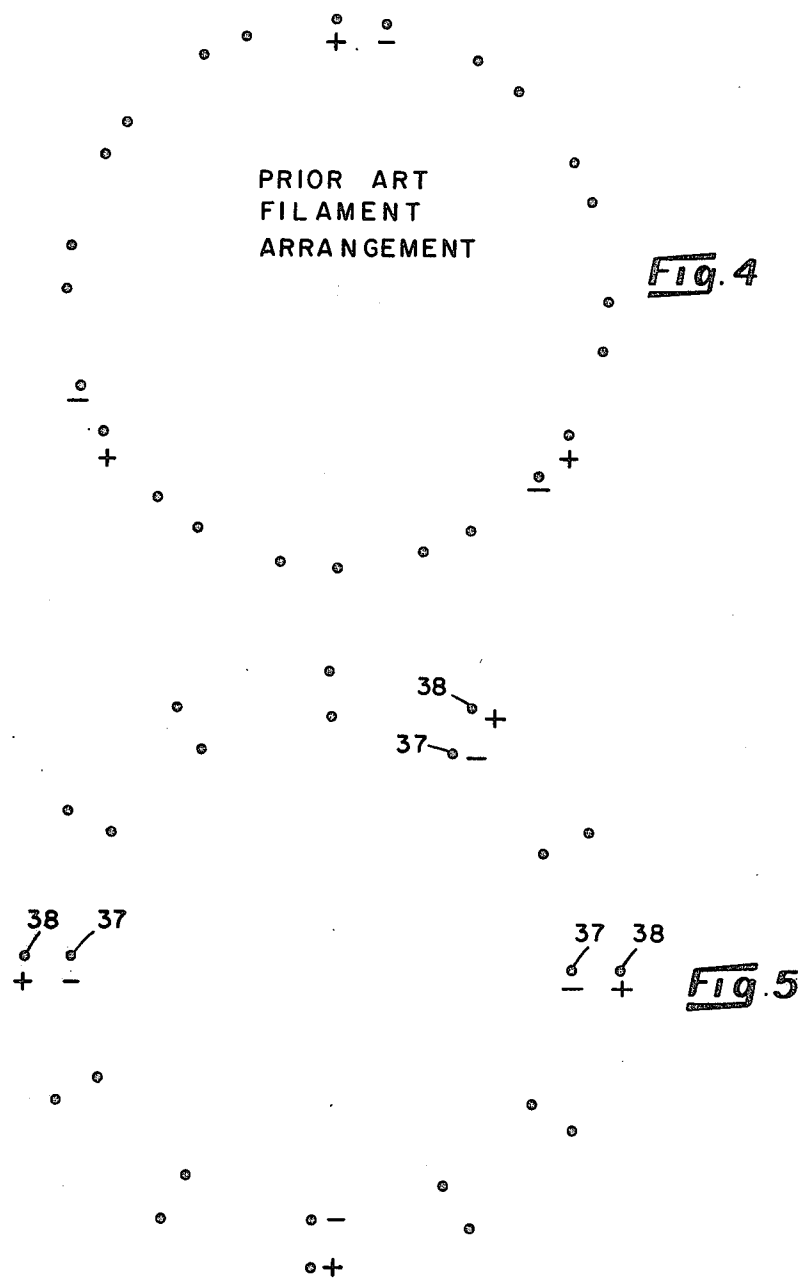 + −
PRIOR ART
FILAMENT
ARRANGEMENT
Fig. 4
−
+
+
−
38 +
37 −
38 37
+ −
37 38
− +
Fig. 5
−
+